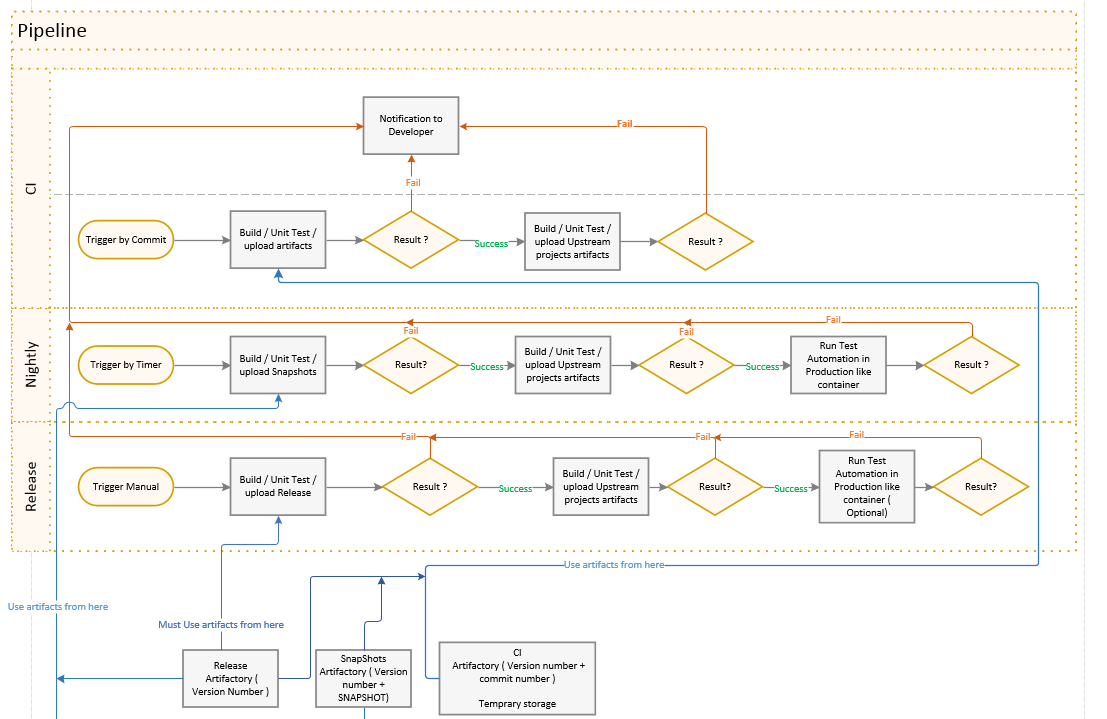 Pipeline
CI
Notification to
Developer
Fail
Fail
Trigger by Commit
Build / Unit Test /
upload artifacts
Result ?
Success
Build / Unit Test /
upload Upstream
projects artifacts
Result ?
Nightly
Fail
Fail
Fail
Trigger by Timer
Build / Unit Test /
upload Snapshots
Result?
Success
Build / Unit Test /
upload Upstream
projects artifacts
Result ?
Success
Run Test
Automation in
Production like
container
Result ?
Release
Fail
Fail
Fail
Trigger Manual
Build / Unit Test /
upload Release
Result ?
Success
Build / Unit Test /
upload Upstream
projects artifacts
Result?
Success
Run Test
Automation in
Production like
container (
Optional)
Result?
Use artifacts from here
Use artifacts from here
Must Use artifacts from here
Release
Artifactory (
Version Number )
SnapShots
Artifactory ( Version
number +
SNAPSHOT)
CI
Artifactory ( Version number +
commit number )
Temprary storage